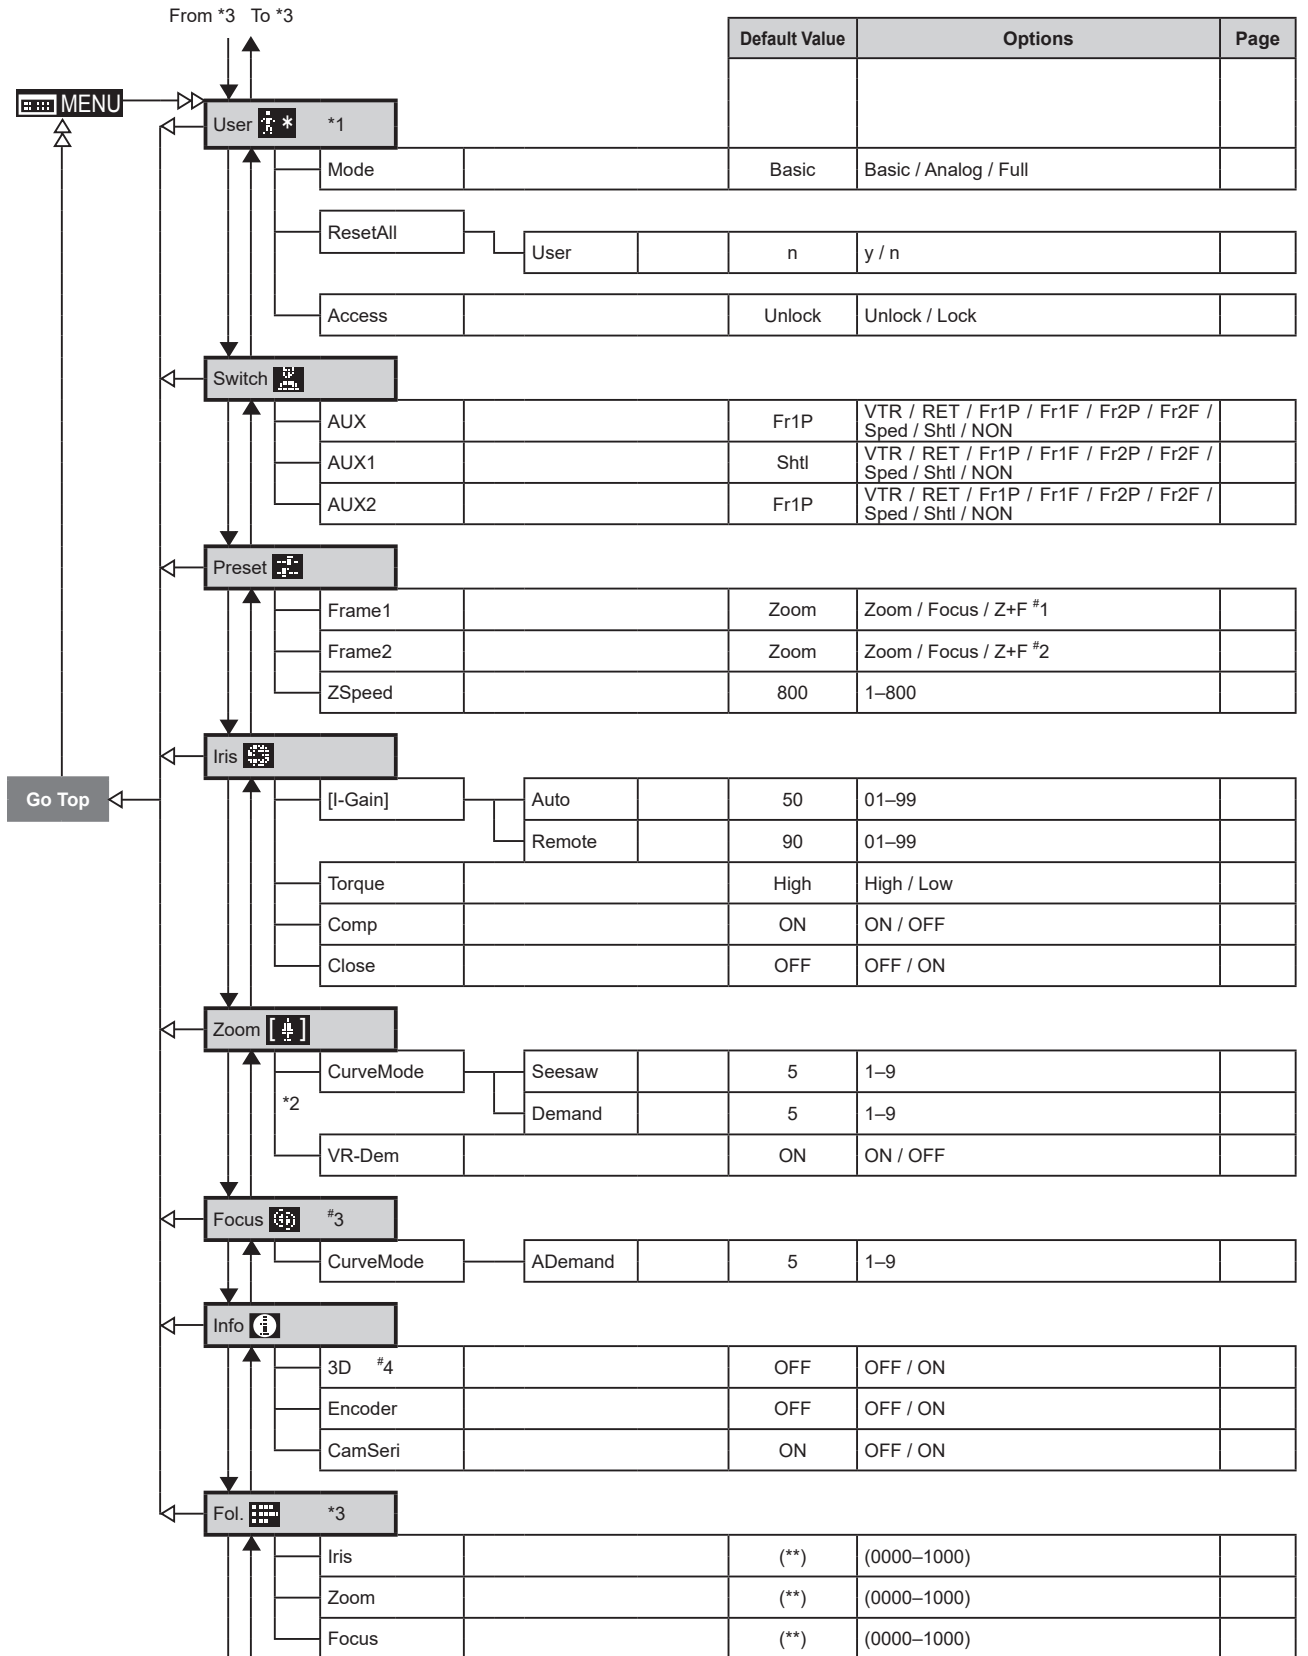 From *3 To *3
Default Value Options Page
MENU
User * *1
Mode Basic Basic / Analog / Full
ResetAll
User n y / n
Access Unlock Unlock / Lock
Switch
AUX Fr1P VTR / RET / Fr1P / Fr1F / Fr2P / Fr2F /
Sped / Shtl / NON
AUX1 Shtl VTR / RET / Fr1P / Fr1F / Fr2P / Fr2F /
Sped / Shtl / NON
AUX2 Fr1P VTR / RET / Fr1P / Fr1F / Fr2P / Fr2F /
Sped / Shtl / NON
Preset
Frame1 Zoom Zoom / Focus / Z+F #1
Frame2 Zoom Zoom / Focus / Z+F #2
ZSpeed 800 1–800
Iris
Go Top
[I-Gain] Auto 50 01–99
Remote 90 01–99
Torque High High / Low
Comp ON ON / OFF
Close OFF OFF / ON
Zoom
CurveMode Seesaw 5 1–9
*2
Demand 5 1–9
VR-Dem ON ON / OFF
Focus #3
CurveMode ADemand 5 1–9
Info
3D #4 OFF OFF / ON
Encoder OFF OFF / ON
CamSeri ON OFF / ON
Fol. *3
Iris (**) (0000–1000)
Zoom (**) (0000–1000)
Focus (**) (0000–1000)